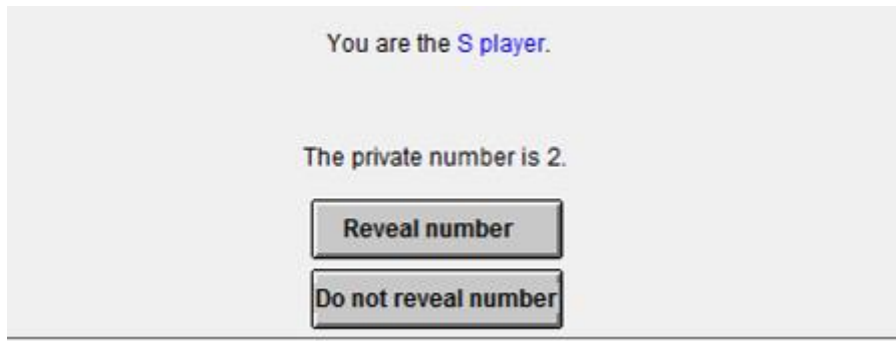 You are the S player.
The private number is 2.
Reveal number
Do not reveal number